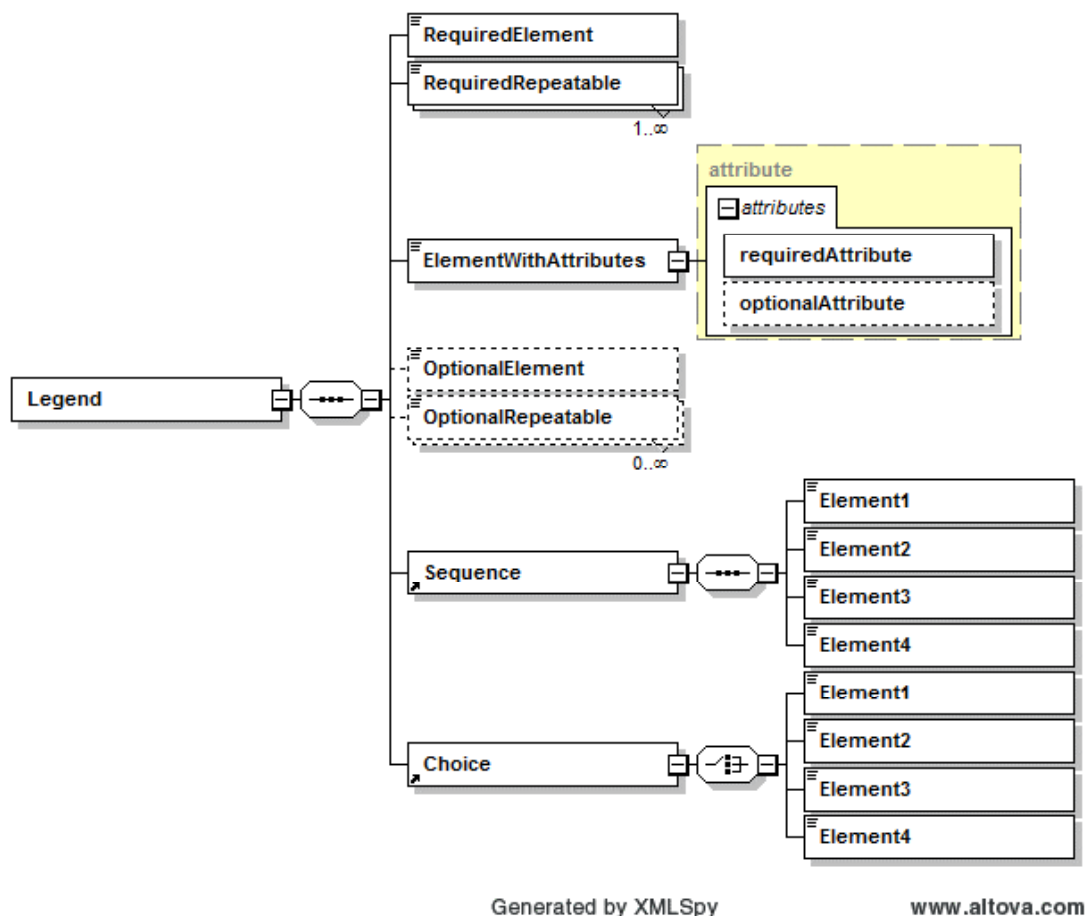 RequiredElement
RequiredRepeatable
1..∞
attribute
attributes
ElementWithAttributes
requiredAttribute
optionalAttribute
OptionalElement
Legend
OptionalRepeatable
0..∞
Element1
Element2
Sequence
Element3
Element4
Element1
Element2
Choice
Element3
Element4
Generated by XMLSpy www.altova.com